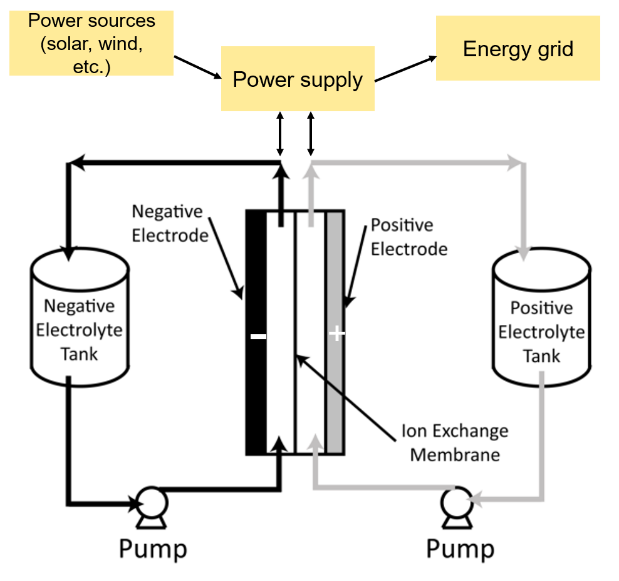 Power sources
(solar, wind,
etc.)
Power supply
Energy grid
Negative
Electrode
Positive
Electrode
Negative
Electrolyte
Tank
Positive
Electrolyte
Tank
−
+
Ion Exchange
Membrane
Pump
Pump